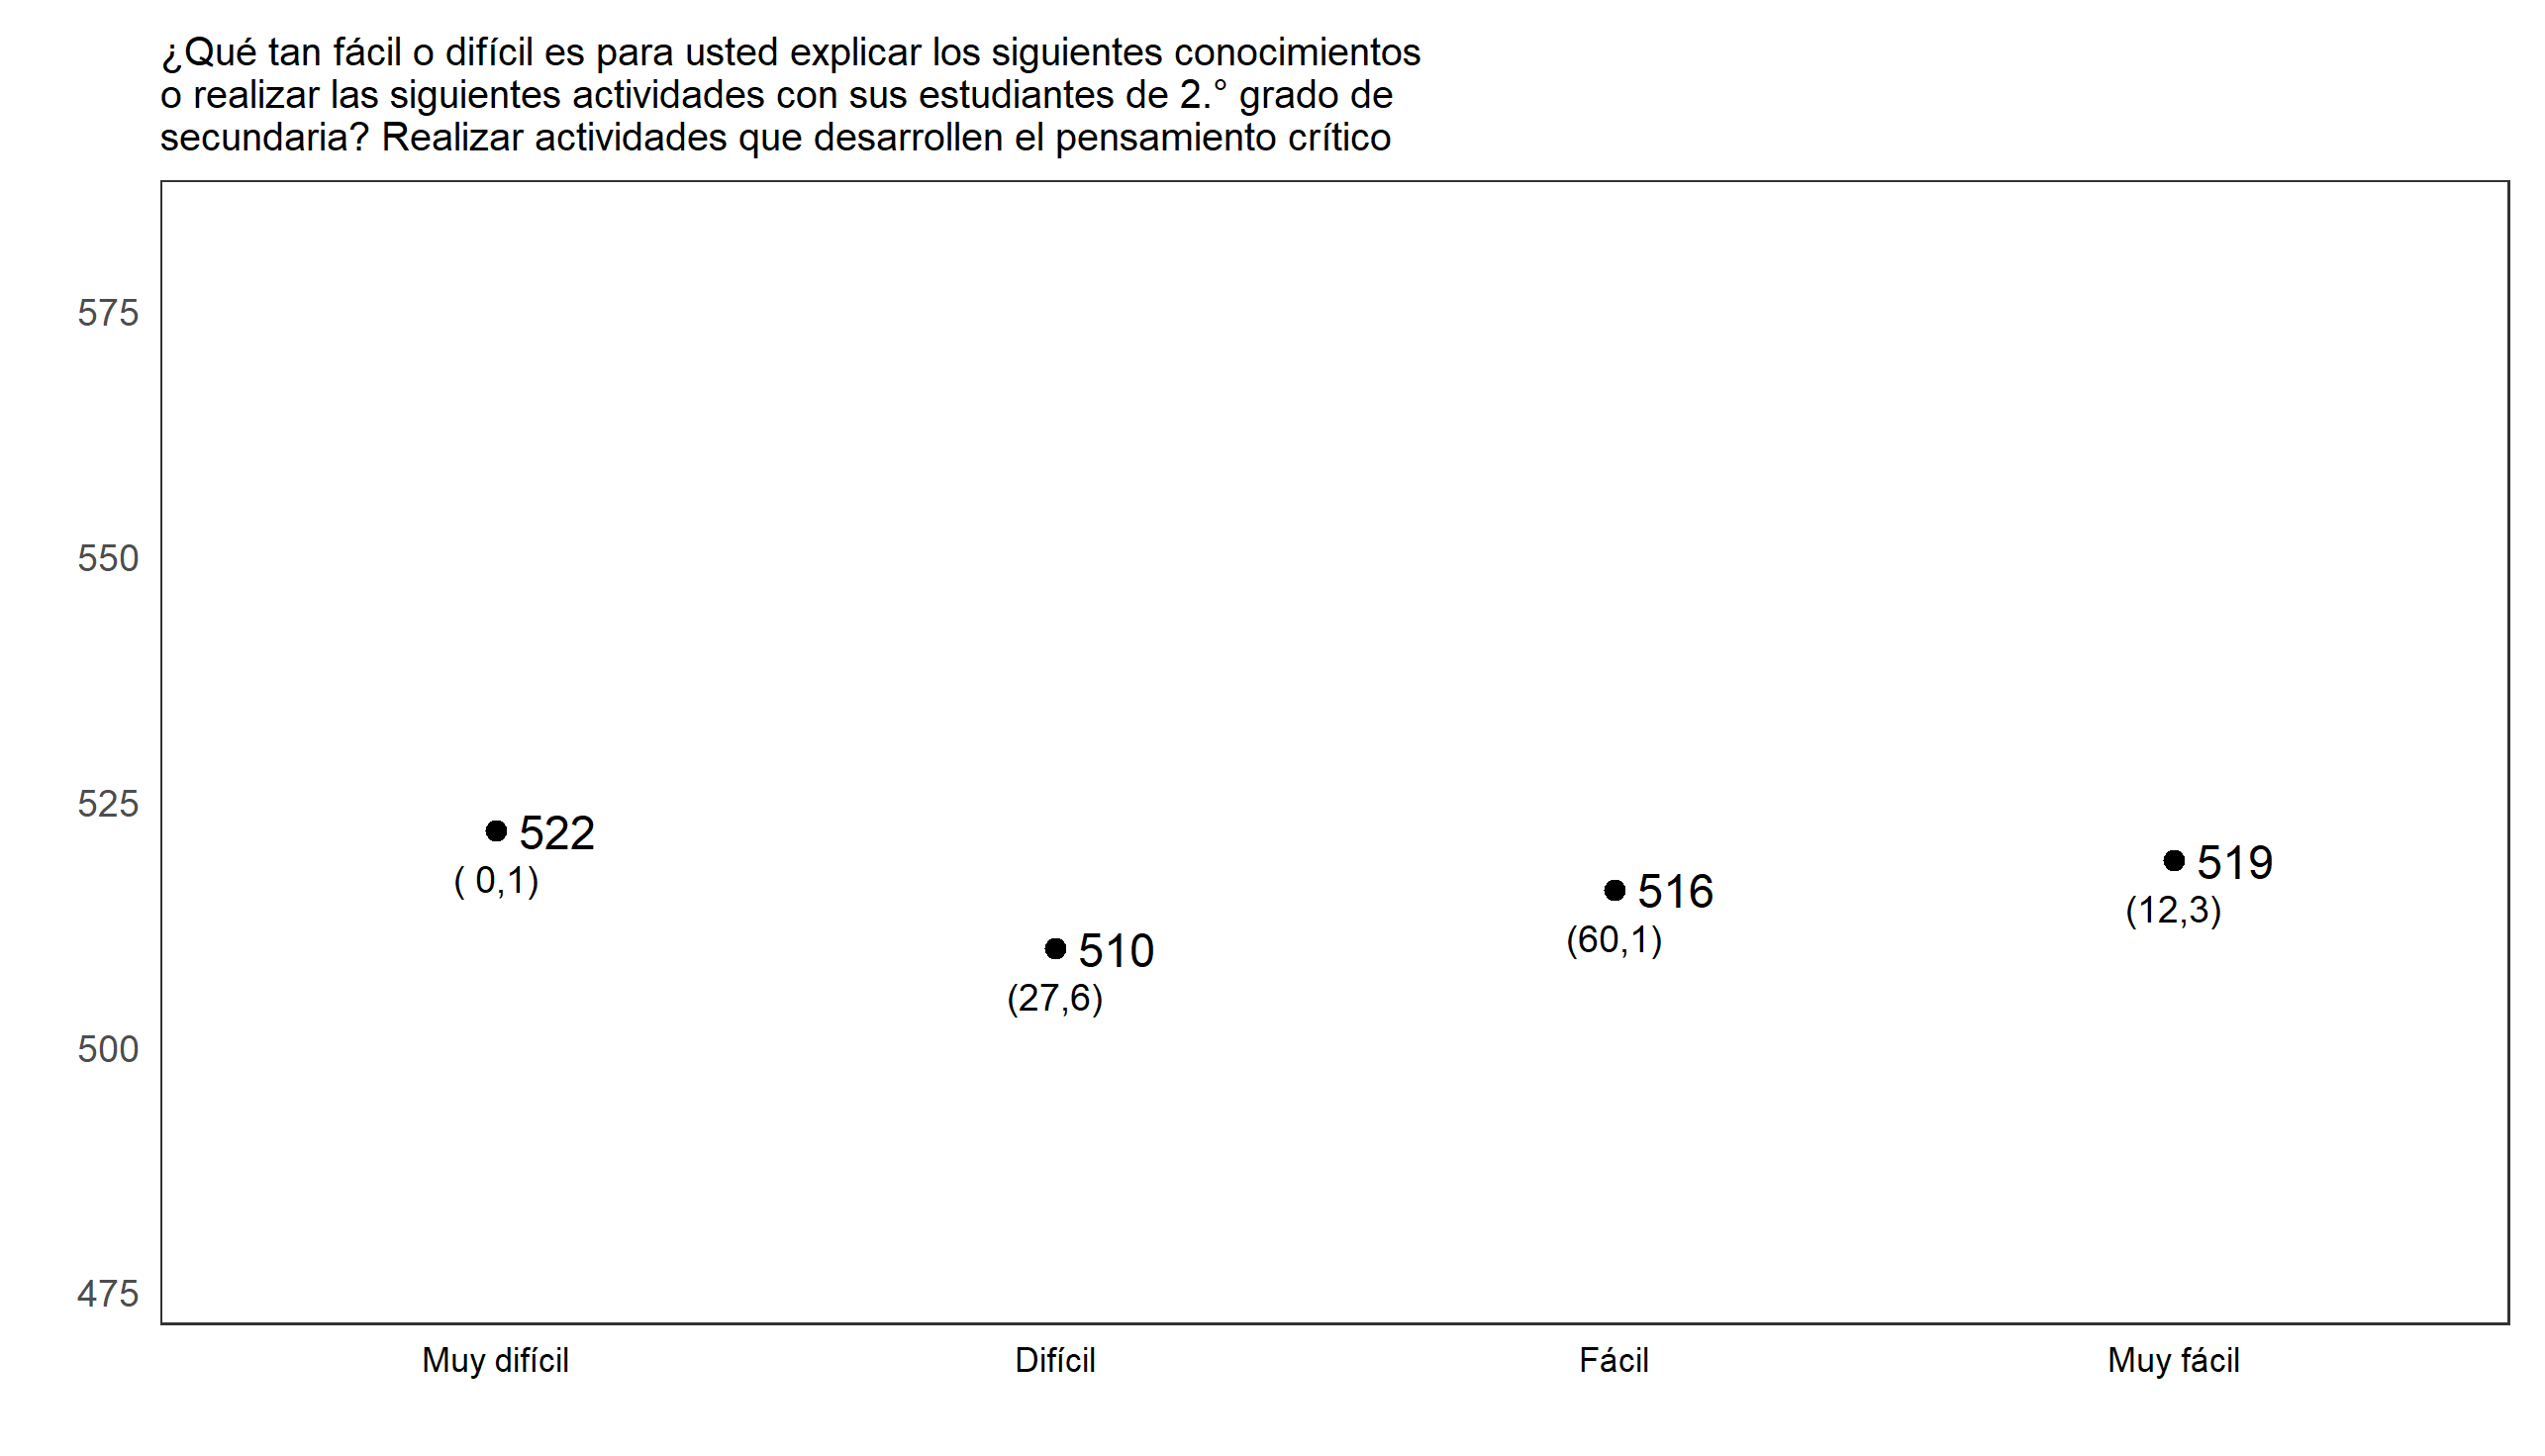 ¿Qué tan fácil o difícil es para usted explicar los siguientes conocimientos
o realizar las siguientes actividades con sus estudiantes de 2.° grado de
secundaria? Realizar actividades que desarrollen el pensamiento crítico
575
550
525
500
475
522
( 0,1)
510
(27,6)
516
(60,1)
519
(12,3)
Muy difícil
Difícil
Fácil
Muy fácil